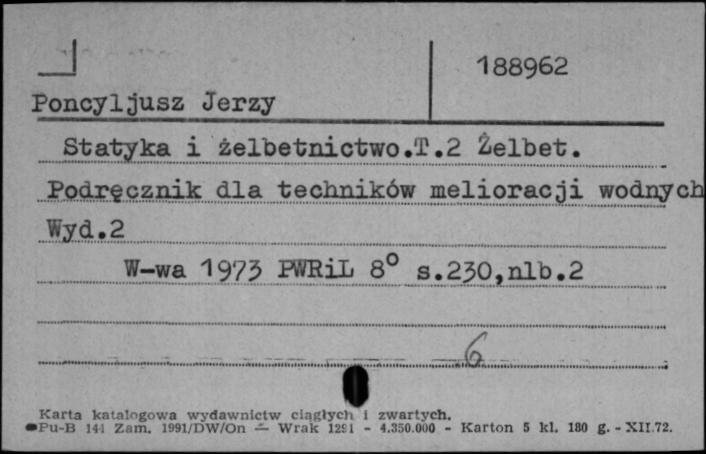 188962
Poncyljusz Jerzy
Statyka i żelbetnictwo.T.2 Żelbet.
Podręcznik dla techników melioracji wodnych
Wyd.2
W-wa 1973 PWRiL 8° s.230,nlb.2
6
Karta katalogowa wydawnictw ciągłych i zwartych.
Pu-B 141 Zam. 1991/DW/On — Wrak 1291 - 4.350.000 - Karton 5 kl. 180 g. - XII.72.